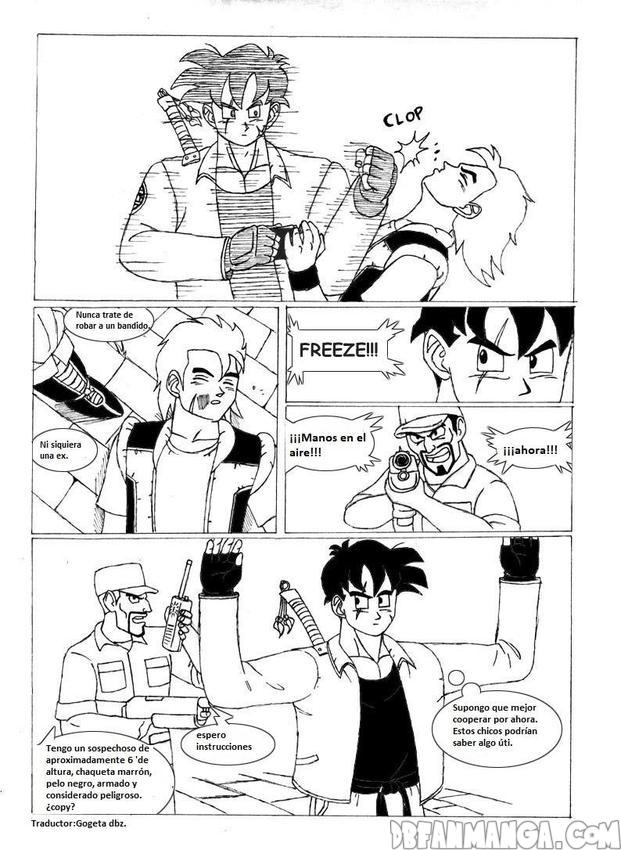 CLOP
Nunca trate de
robar a un bandido.
Ni siquiera
una ex.
FREEZE!!!
¡¡¡Manos en el
aire!!!
¡¡¡ahora!!!
Tengo un sospechoso de
aproximadamente 6 'de
altura, chaqueta marrón,
pelo negro, armado y
considerado peligroso.
¿copy?
espero
instrucciones
Supongo que mejor
cooperar por ahora.
Estos chicos podrían
saber algo úti.
Traductor:Gogeta dbz.
DBFANMANGA.COM